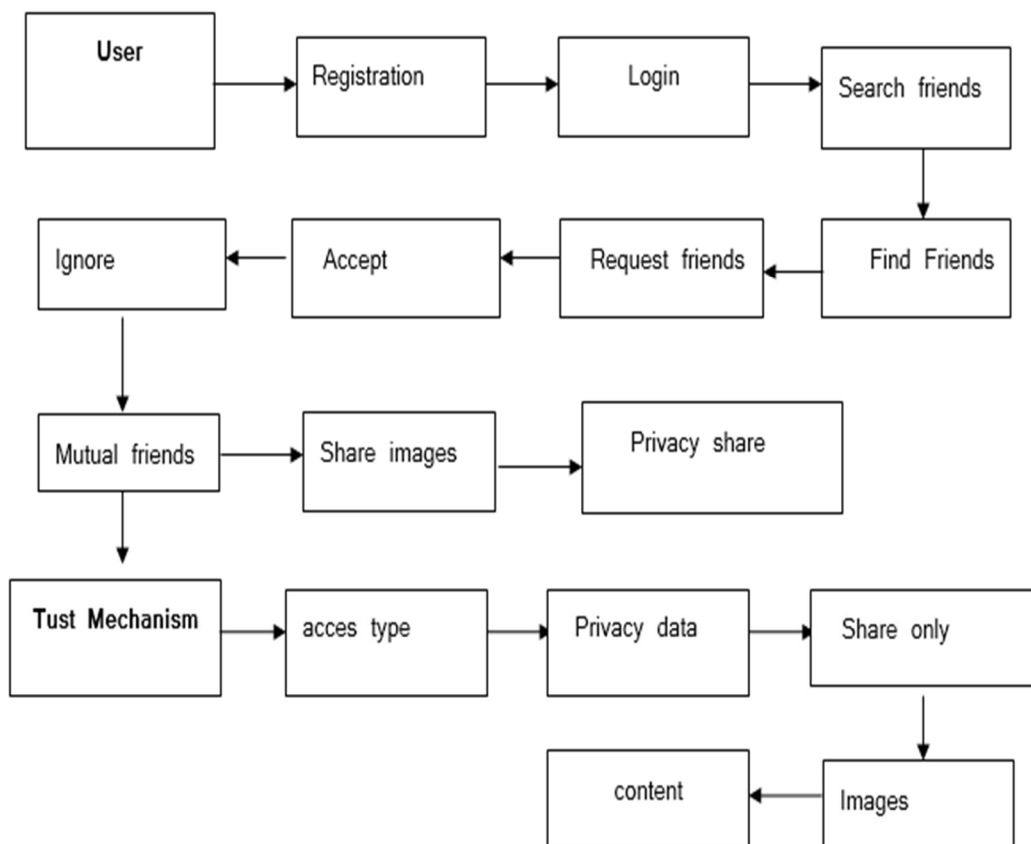 User
Registration
Login
Search friends
Ignore
Accept
Request friends
Find Friends
Mutual friends
Share images
Privacy share
Tust Mechanism
acces type
Privacy data
Share only
content
Images